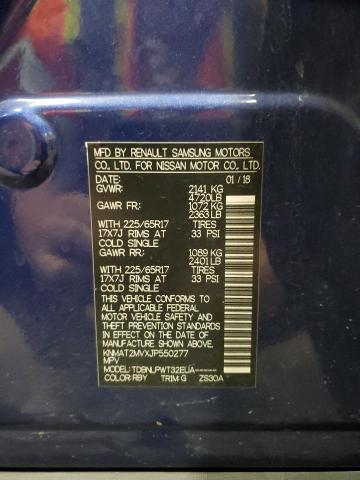 MFD BY RENAULT SAMSUNG MOTORS
CO., LTD. FOR NISSAN MOTOR CO., LTD.
DATE: 01 / 18
GVWR: 2141 KG
4720LB
GAWR FR: 1072 KG
2363LB
WITH 225/65R17 TIRES
17X7J RIMS AT 33 PSI
COLD SINGLE
GAWR RR: 1089 KG
2401LB
WITH 225/65R17 TIRES
17X7J RIMS AT 33 PSI
COLD SINGLE
THIS VEHICLE CONFORMS TO
ALL APPLICABLE FEDERAL
MOTOR VEHICLE SAFETY
AND THEFT PREVENTION STANDARDS
IN EFFECT ON THE DATE OF
MANUFACTURE SHOWN ABOVE.
KNMAT2MVXJP550277
MPV
MODEL: TDBNLPWT32EUA-------
COLOR: RBY TRIM: G ZS30A